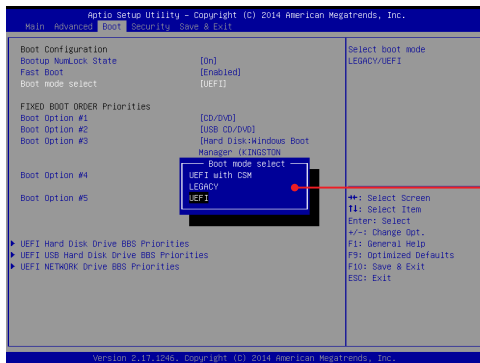 Aptio Setup Utility – Copyright (C) 2014 American Megatrends, Inc.
Main Advanced Boot Security Save & Exit
Boot Configuration
Bootup NumLock State [On]
Fast Boot [Enabled]
Boot mode select [UEFI]
FIXED BOOT ORDER Priorities
Boot Option #1 [CD/DVD]
Boot Option #2 [USB CD/DVD]
Boot Option #3 [Hard Disk:Windows Boot
Manager (KINGSTON
Boot mode select
UEFI with CSM
LEGACY
UEFI
Boot Option #4
Boot Option #5
UEFI Hard Disk Drive BBS Priorities
UEFI USB Hard Disk Drive BBS Priorities
UEFI NETWORK Drive BBS Priorities
Select boot mode
LEGACY/UEFI
→←: Select Screen
↑↓: Select Item
Enter: Select
+/-: Change Opt.
F1: General Help
F9: Optimized Defaults
F10: Save & Exit
ESC: Exit
Version 2.17.1246. Copyright (C) 2014 American Megatrends, Inc.